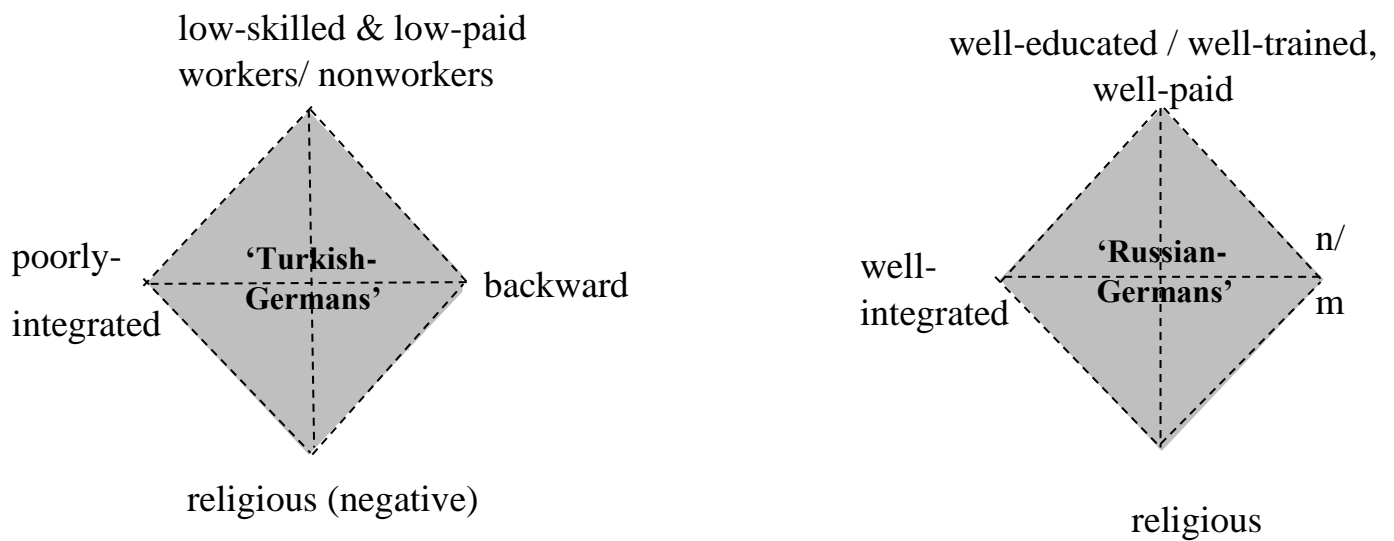 low-skilled & low-paid
workers/ nonworkers
poorly-
integrated
‘Turkish-
Germans’
backward
religious (negative)
well-educated / well-trained,
well-paid
well-
integrated
‘Russian-
Germans’
n/
m
religious